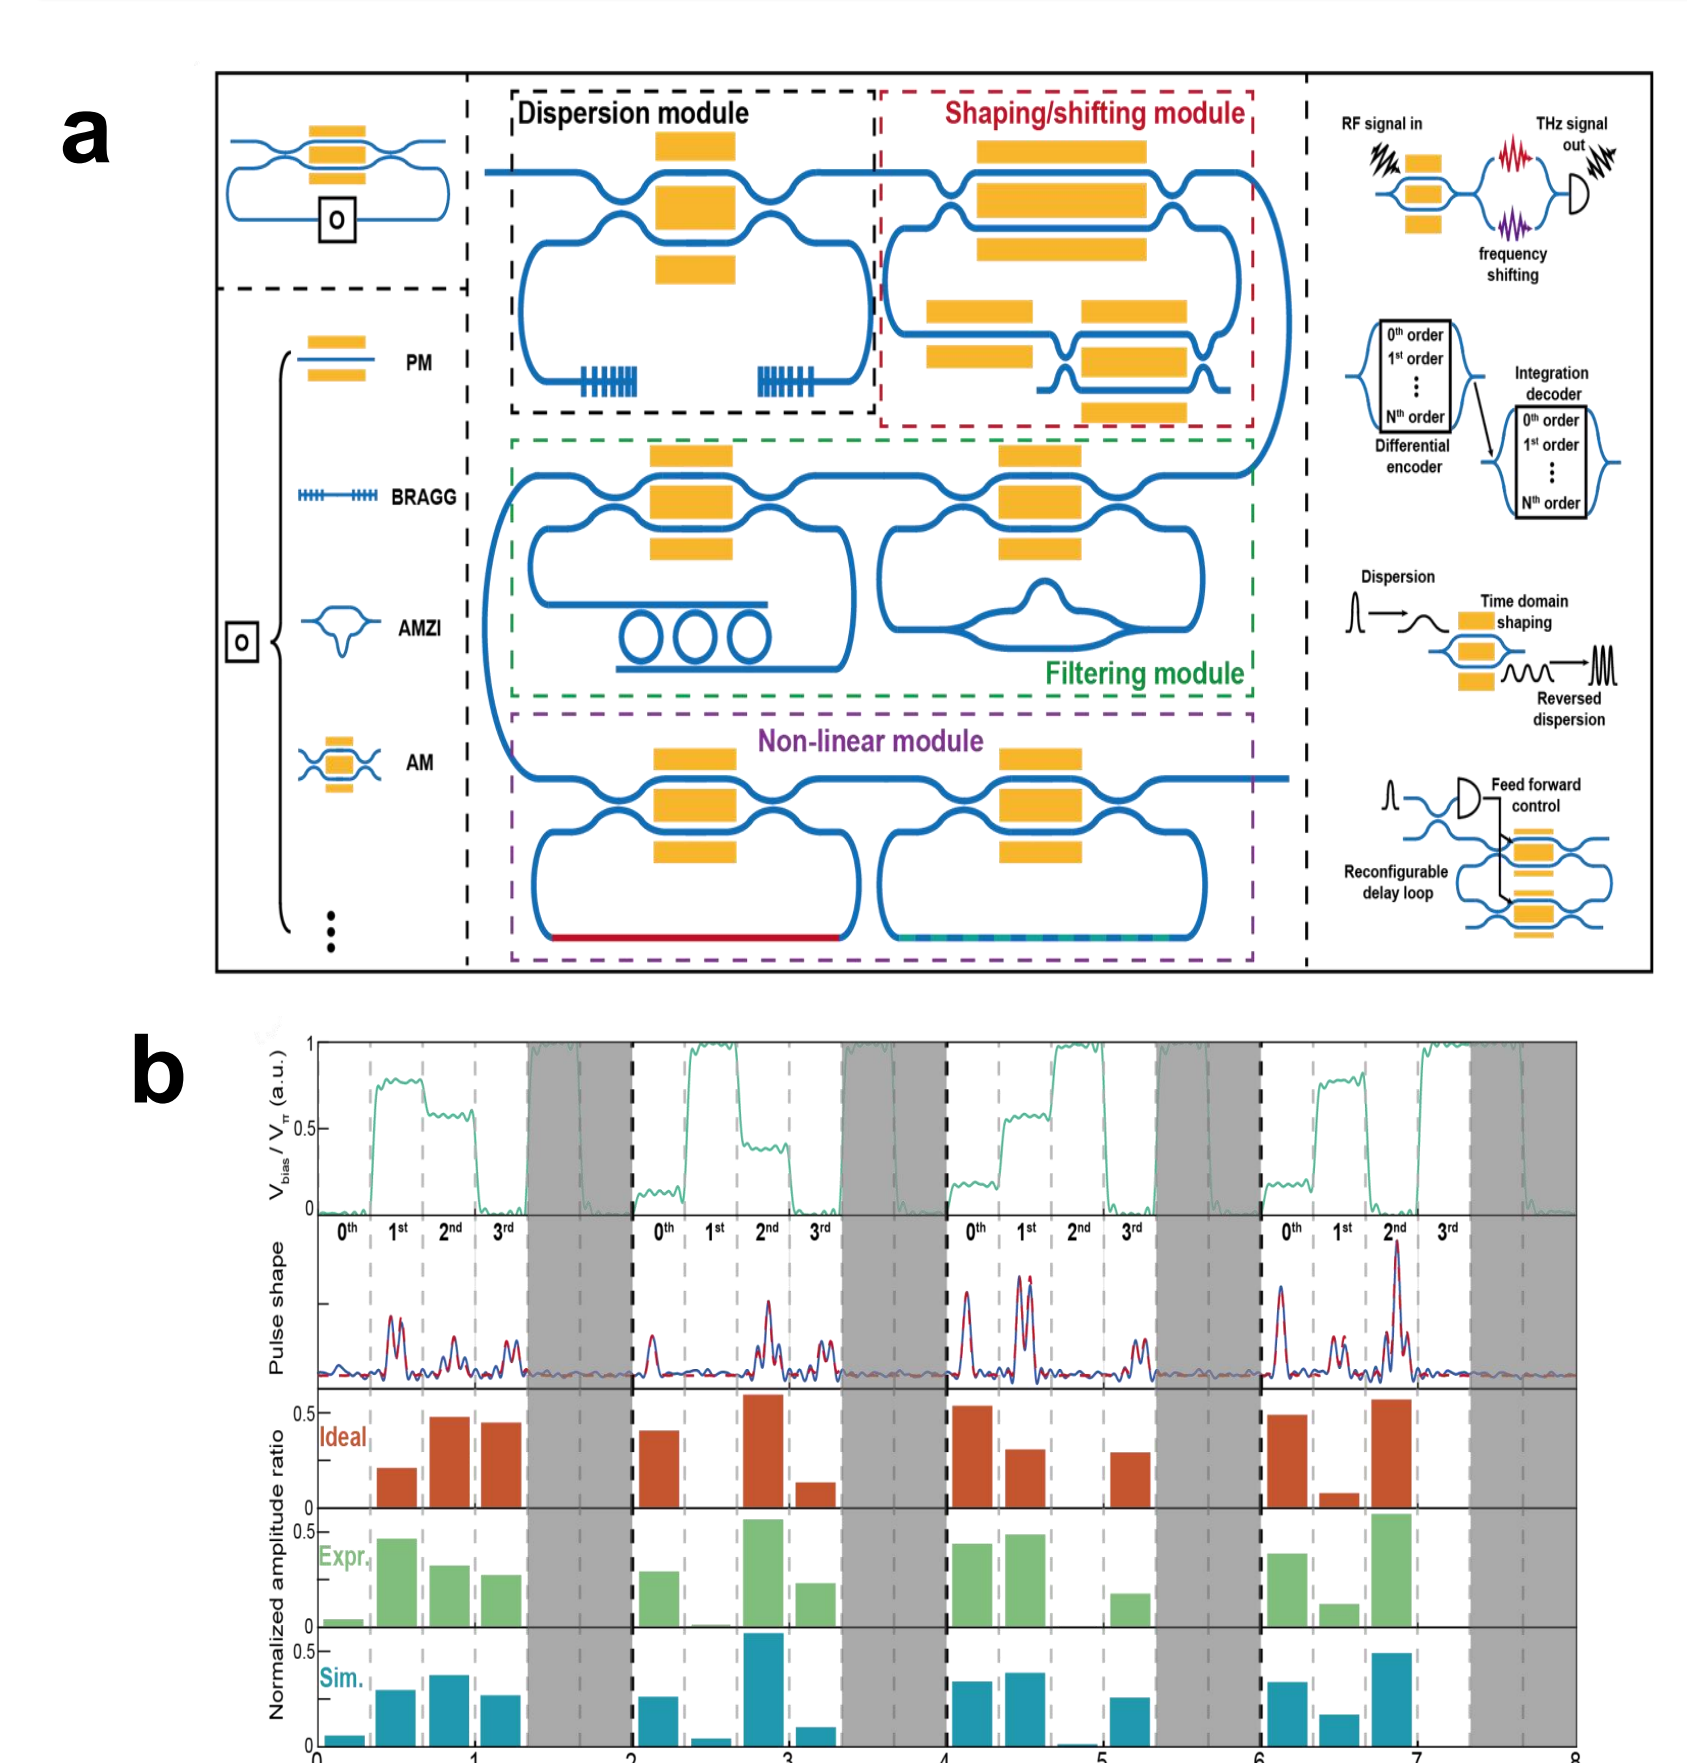 a
Dispersion module
Shaping/shifting module
RF signal in
THz signal
out
frequency
shifting
O
PM
BRAGG
AMZI
AM
O
Filtering module
Non-linear module
0th order
1st order
Nth order
Differential
encoder
Integration
decoder
0th order
1st order
Nth order
Dispersion
Time domain
shaping
Reversed
dispersion
Feed forward
control
Reconfigurable
delay loop
b
Vbias / Vπ (a.u.)
1
0.5
0
0th 1st 2nd 3rd 0th 1st 2nd 3rd 0th 1st 2nd 3rd 0th 1st 2nd 3rd
Pulse shape
Normalized amplitude ratio
0.5
Ideal
0
0.5
Expr.
0
0.5
Sim.
0
0 1 2 3 4 5 6 7 8